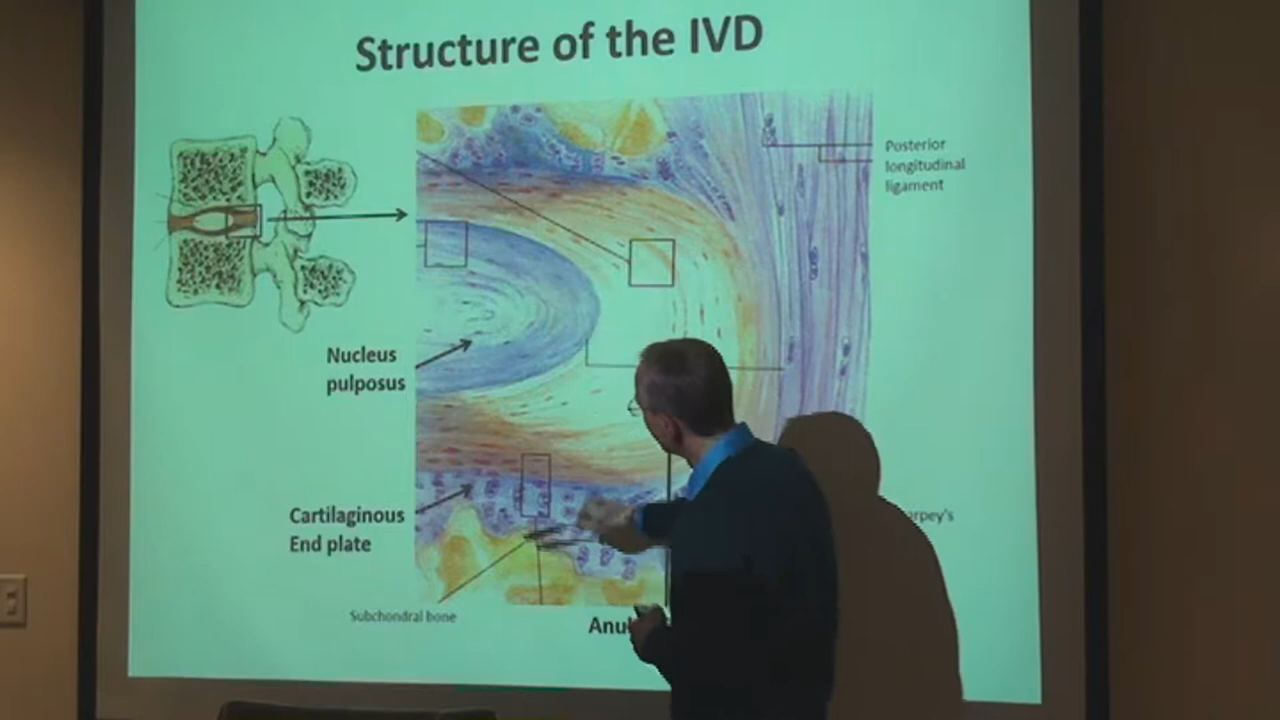 Structure of the IVD
Posterior
longitudinal
ligament
Nucleus
pulposus
Cartilaginous
End plate
Subchondral bone